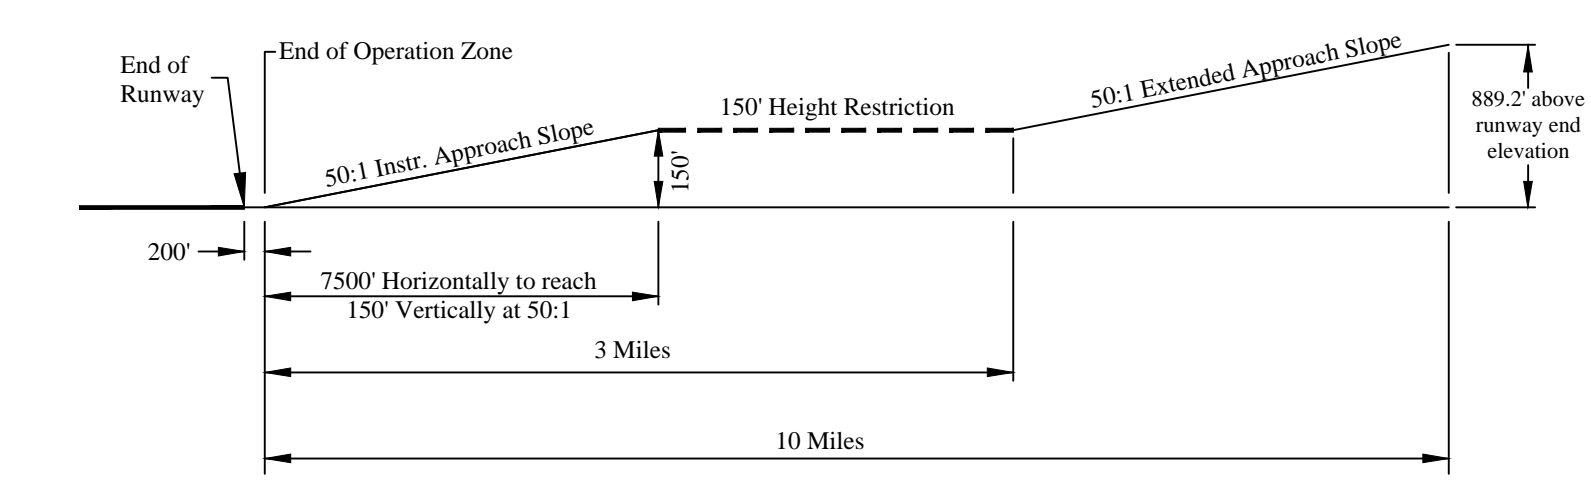 End of Operation Zone
End of
Runway
50:1 Instr. Approach Slope
150' Height Restriction
50:1 Extended Approach Slope
889.2' above
runway end
elevation
150'
200'
7500' Horizontally to reach
150' Vertically at 50:1
3 Miles
10 Miles